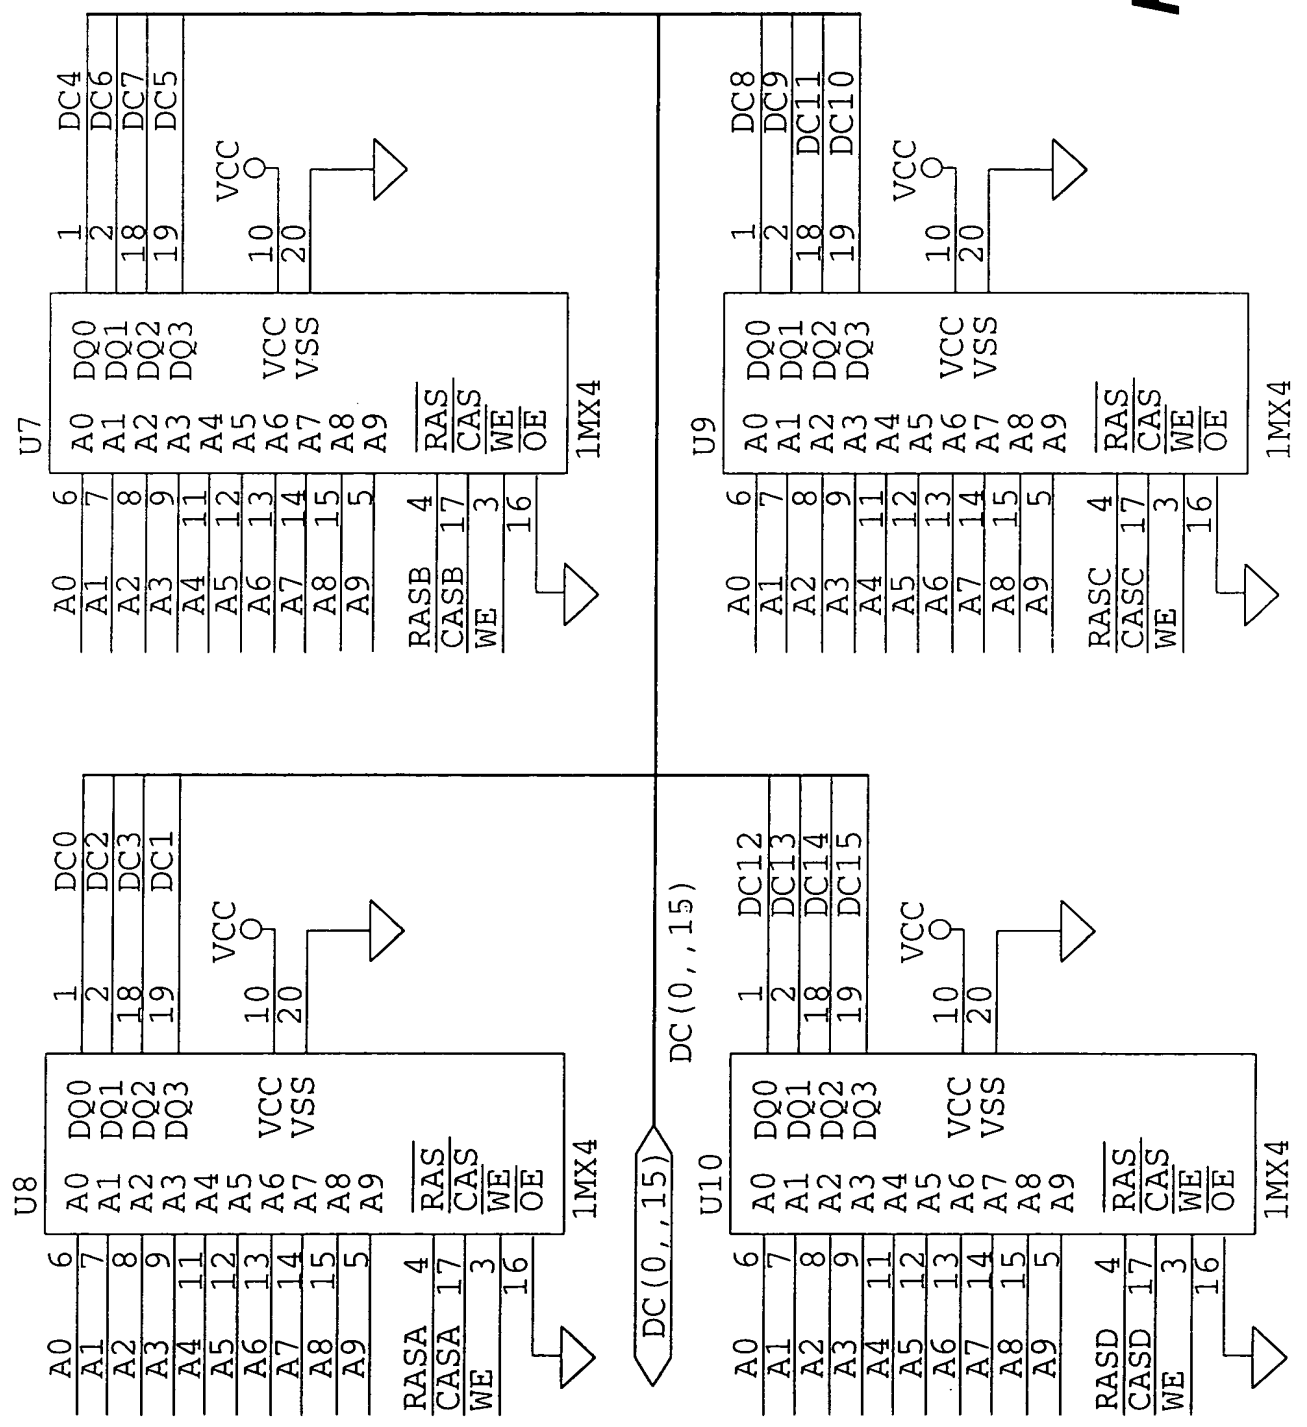 U8
A0 6 A0 DQ0 1 DC0
A1 7 A1 DQ1 2 DC2
A2 8 A2 DQ2 18 DC3
A3 9 A3 DQ3 19 DC1
A4 11 A4
A5 12 A5
A6 13 A6 VCC 10 VCC
A7 14 A7 VSS 20
A8 15 A8
A9 5 A9
RASA 4 RAS
CASA 17 CAS
WE 3 WE
16 OE
1MX4
U7
A0 6 A0 DQ0 1 DC4
A1 7 A1 DQ1 2 DC6
A2 8 A2 DQ2 18 DC7
A3 9 A3 DQ3 19 DC5
A4 11 A4
A5 12 A5
A6 13 A6 VCC 10 VCC
A7 14 A7 VSS 20
A8 15 A8
A9 5 A9
RASB 4 RAS
CASB 17 CAS
WE 3 WE
16 OE
1MX4
DC(0,,15)
DC(0,,15)
U10
A0 6 A0 DQ0 1 DC12
A1 7 A1 DQ1 2 DC13
A2 8 A2 DQ2 18 DC14
A3 9 A3 DQ3 19 DC15
A4 11 A4
A5 12 A5
A6 13 A6 VCC 10 VCC
A7 14 A7 VSS 20
A8 15 A8
A9 5 A9
RASD 4 RAS
CASD 17 CAS
WE 3 WE
16 OE
1MX4
U9
A0 6 A0 DQ0 1 DC8
A1 7 A1 DQ1 2 DC9
A2 8 A2 DQ2 18 DC11
A3 9 A3 DQ3 19 DC10
A4 11 A4
A5 12 A5
A6 13 A6 VCC 10 VCC
A7 14 A7 VSS 20
A8 15 A8
A9 5 A9
RASC 4 RAS
CASC 17 CAS
WE 3 WE
16 OE
1MX4